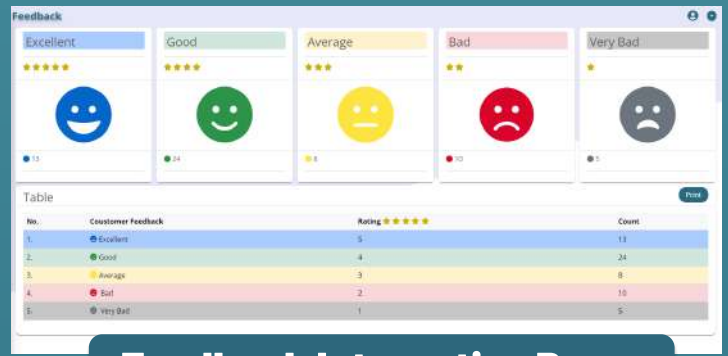 Feedback
Excellent
Good
Average
Bad
Very Bad
13
24
8
10
5
Table
Print
No. Coustomer Feedback Rating Count
1. Excellent 5 13
2. Good 4 24
3. Average 3 8
4. Bad 2 10
5. Very Bad 1 5